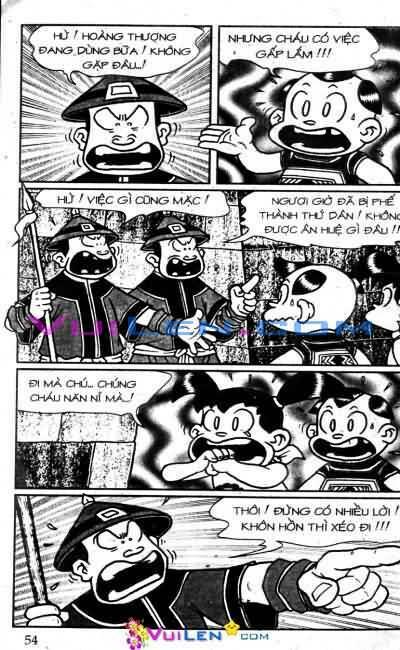 HỪ ! HOÀNG THƯỢNG
ĐANG DÙNG BỮA ! KHÔNG
GẶP ĐÂU..!
NHƯNG CHÁU CÓ VIỆC
GẤP LẮM !!!
HỪ ! VIỆC GÌ CŨNG MẶC !
NGƯƠI GIỜ ĐÃ BỊ PHẾ
THÀNH THỨ DÂN ! KHÔNG
ĐƯỢC ÂN HUỆ GÌ ĐÂU !!!
VUILEN.COM
ĐI MÀ CHÚ... CHÚNG
CHÁU NĂN NỈ MÀ..!
THÔI ! ĐỪNG CÓ NHIỀU LỜI !
KHÔN HỒN THÌ XÉO ĐI !!!
54
VUILEN.COM